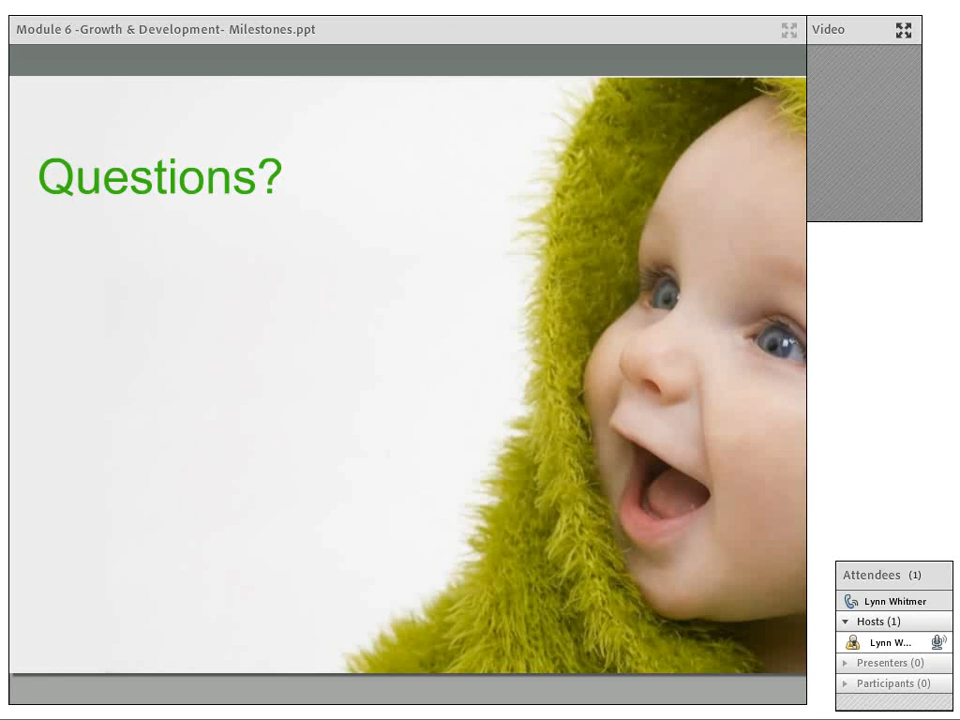 Module 6 -Growth & Development- Milestones.ppt
Video
Questions?
Attendees (1)
Lynn Whitmer
Hosts (1)
Lynn W...
Presenters (0)
Participants (0)